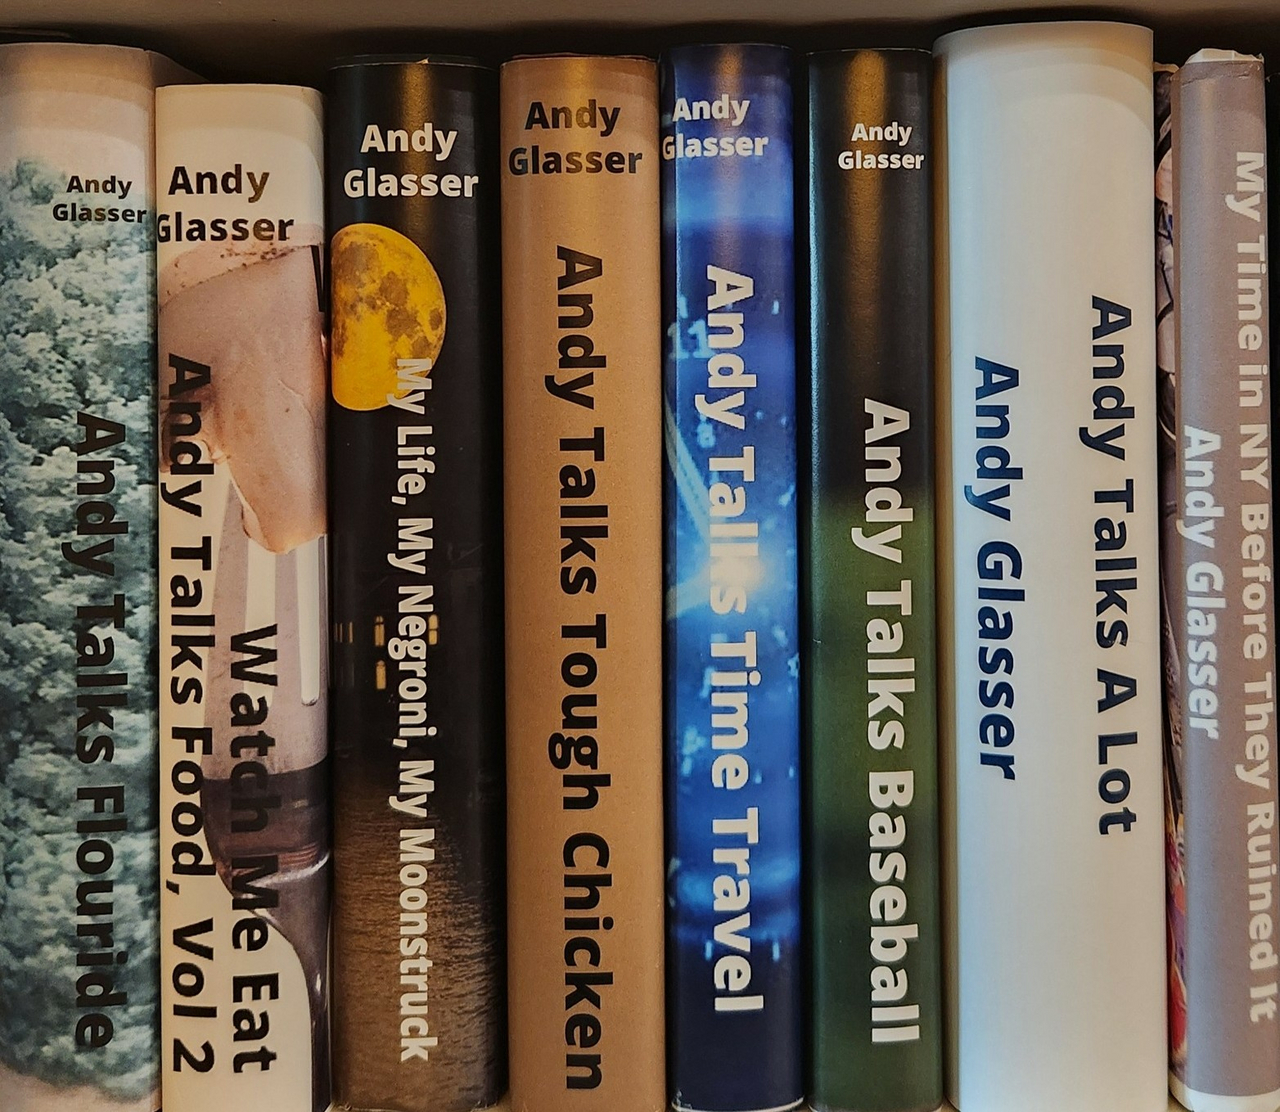 Andy
Glasser
Andy Talks Flouride
Andy
Glasser
Watch Me Eat
Andy Talks Food, Vol 2
Andy
Glasser
My Life, My Negroni, My Moonstruck
Andy
Glasser
Andy Talks Tough Chicken
Andy
Glasser
Andy Talks Time Travel
Andy
Glasser
Andy Talks Baseball
Andy Talks A Lot
Andy Glasser
My Time in NY Before They Ruined It
Andy Glasser